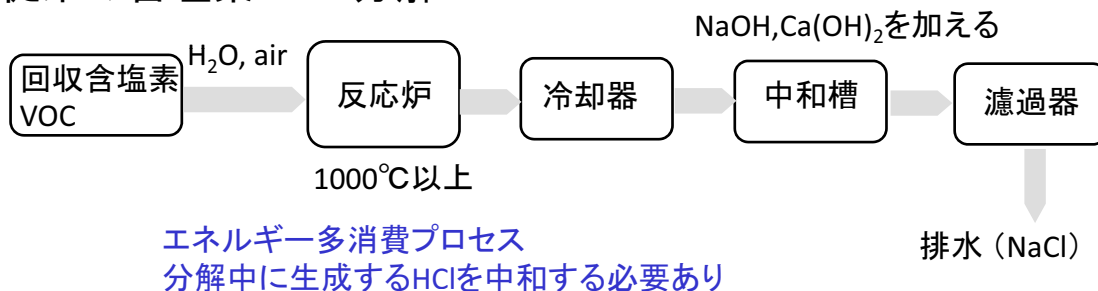 NaOH,Ca(OH)₂を加える
H₂O, air
回収含塩素
VOC
反応炉
冷却器
中和槽
濾過器
1000℃以上
エネルギー多消費プロセス
分解中に生成するHClを中和する必要あり
排水（NaCl）